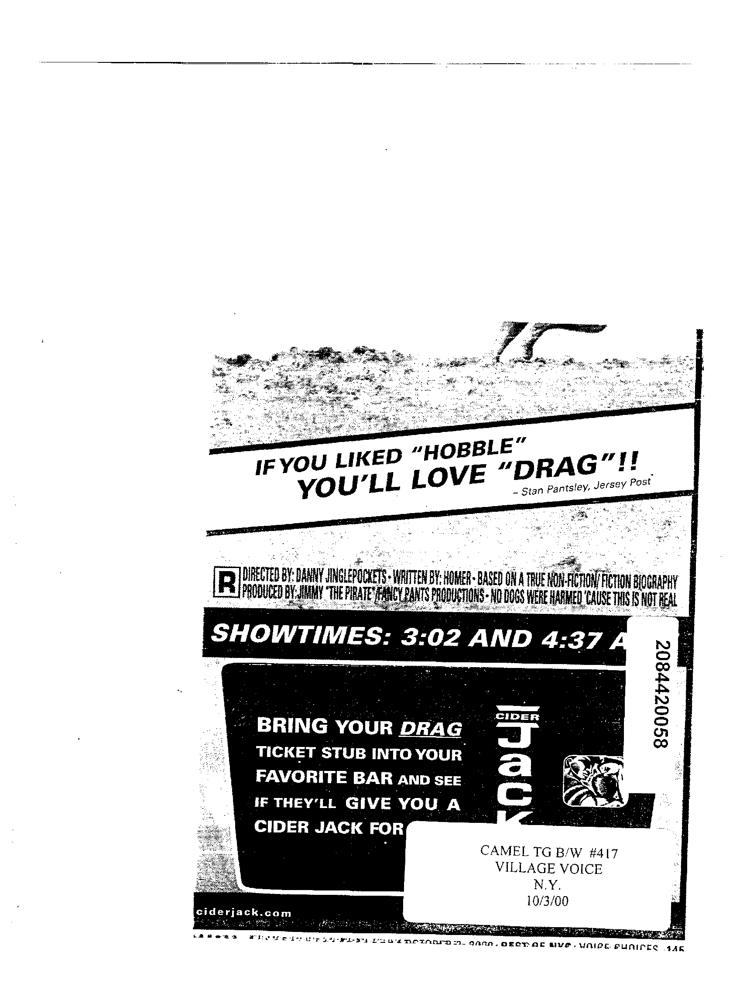 IF YOU LIKED "HOBBLE"
YOU'LL LOVE "DRAG"!!
– Stan Pantsley, Jersey Post
R
DIRECTED BY: DANNY JINGLEPOCKETS • WRITTEN BY: HOMER • BASED ON A TRUE NON-FICTION/FICTION BIOGRAPHY
PRODUCED BY: JIMMY "THE PIRATE"/FANCY PANTS PRODUCTIONS • NO DOGS WERE HARMED 'CAUSE THIS IS NOT REAL
SHOWTIMES: 3:02 AND 4:37 A
2084420058
BRING YOUR DRAG
TICKET STUB INTO YOUR
FAVORITE BAR AND SEE
IF THEY'LL GIVE YOU A
CIDER JACK FOR
CIDER
Jack
CAMEL TG B/W #417
VILLAGE VOICE
N.Y.
10/3/00
ciderjack.com
2000 • BEST OF NYC • VOICE CHOICES 145